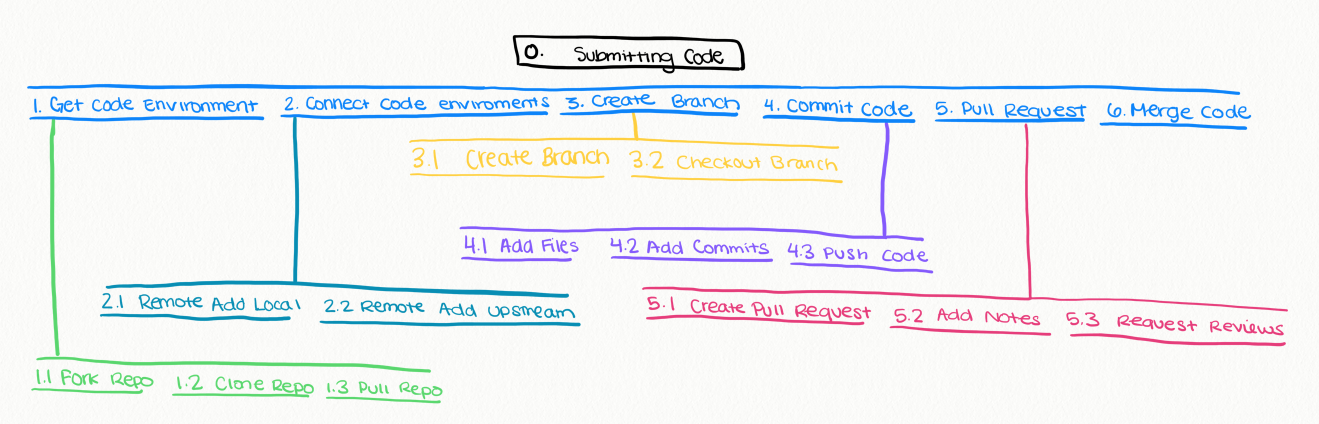 0. Submitting Code
1. Get Code Environment 2. Connect Code enviroments 3. Create Branch 4. Commit Code 5. Pull Request 6. Merge Code
3.1 Create Branch 3.2 Checkout Branch
4.1 Add Files 4.2 Add Commits 4.3 Push Code
2.1 Remote Add Local 2.2 Remote Add Upstream
5.1 Create Pull Request 5.2 Add Notes 5.3 Request Reviews
1.1 Fork Repo 1.2 Clone Repo 1.3 Pull Repo